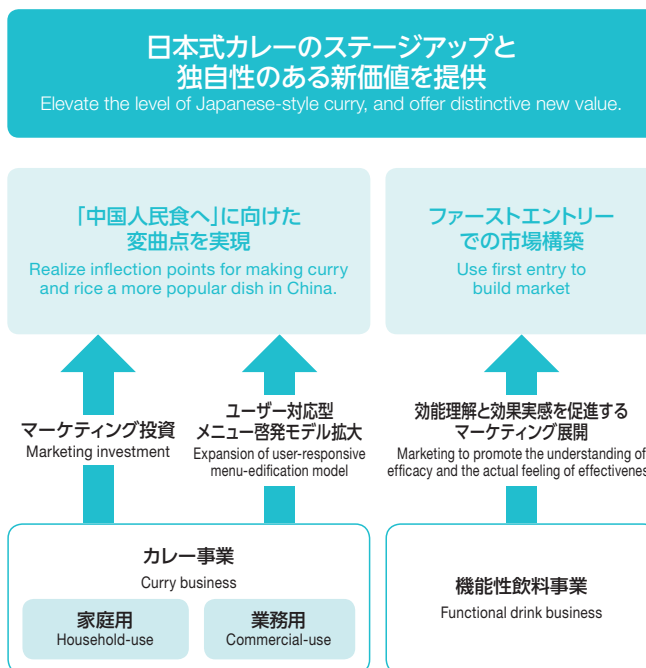 日本式カレーのステージアップと
独自性のある新価値を提供
Elevate the level of Japanese-style curry, and offer distinctive new value.
「中国人民食へ」に向けた
変曲点を実現
Realize inflection points for making curry
and rice a more popular dish in China.
ファーストエントリー
での市場構築
Use first entry to
build market
マーケティング投資
Marketing investment
ユーザー対応型
メニュー啓発モデル拡大
Expansion of user-responsive
menu-edification model
効能理解と効果実感を促進する
マーケティング展開
Marketing to promote the understanding of
efficacy and the actual feeling of effectivenes
カレー事業
Curry business
家庭用
Household-use
業務用
Commercial-use
機能性飲料事業
Functional drink business